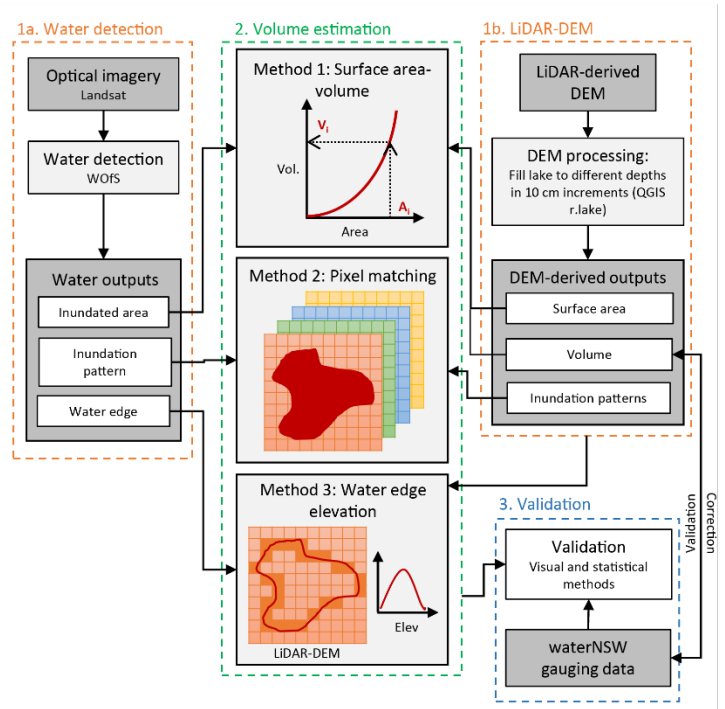 1a. Water detection
Optical imagery
Landsat
Water detection
WOfS
Water outputs
Inundated area
Inundation
pattern
Water edge
2. Volume estimation
Method 1: Surface area-
volume
Vi
Vol.
Ai
Area
Method 2: Pixel matching
Method 3: Water edge
elevation
Elev
LiDAR-DEM
1b. LiDAR-DEM
LiDAR-derived
DEM
DEM processing:
Fill lake to different depths
in 10 cm increments (QGIS
r.lake)
DEM-derived outputs
Surface area
Volume
Inundation patterns
3. Validation
Validation
Visual and statistical
methods
waterNSW
gauging data
Validation
Correction